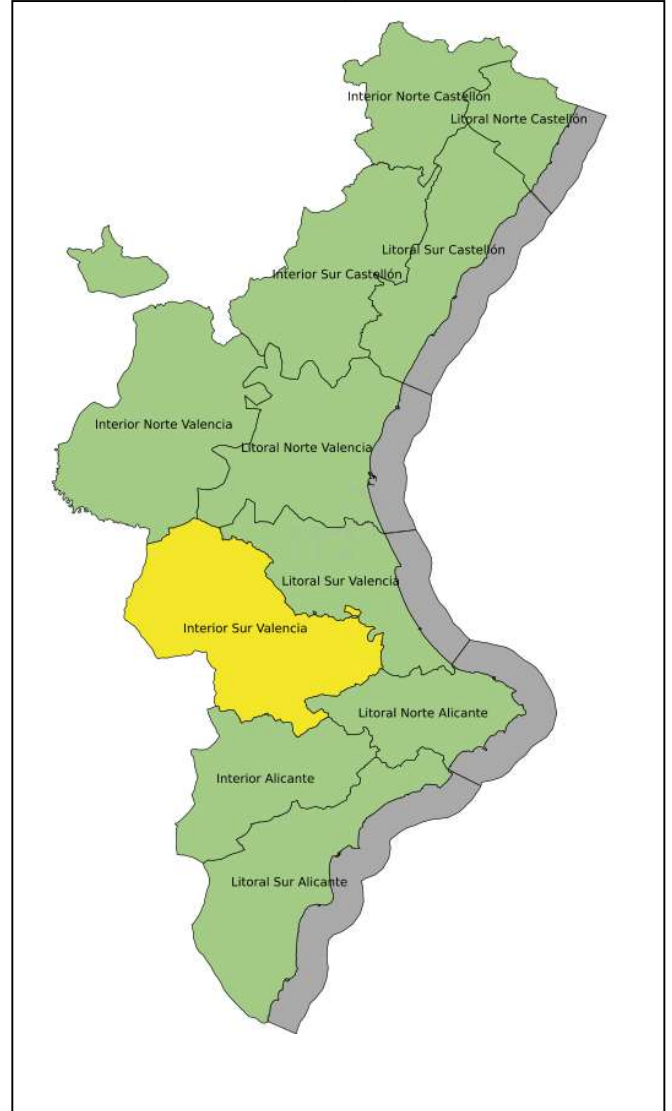 Interior Norte Castellón
Litoral Norte Castellón
Litoral Sur Castellón
Interior Sur Castellón
Interior Norte Valencia
Litoral Norte Valencia
Litoral Sur Valencia
Interior Sur Valencia
Litoral Norte Alicante
Interior Alicante
Litoral Sur Alicante